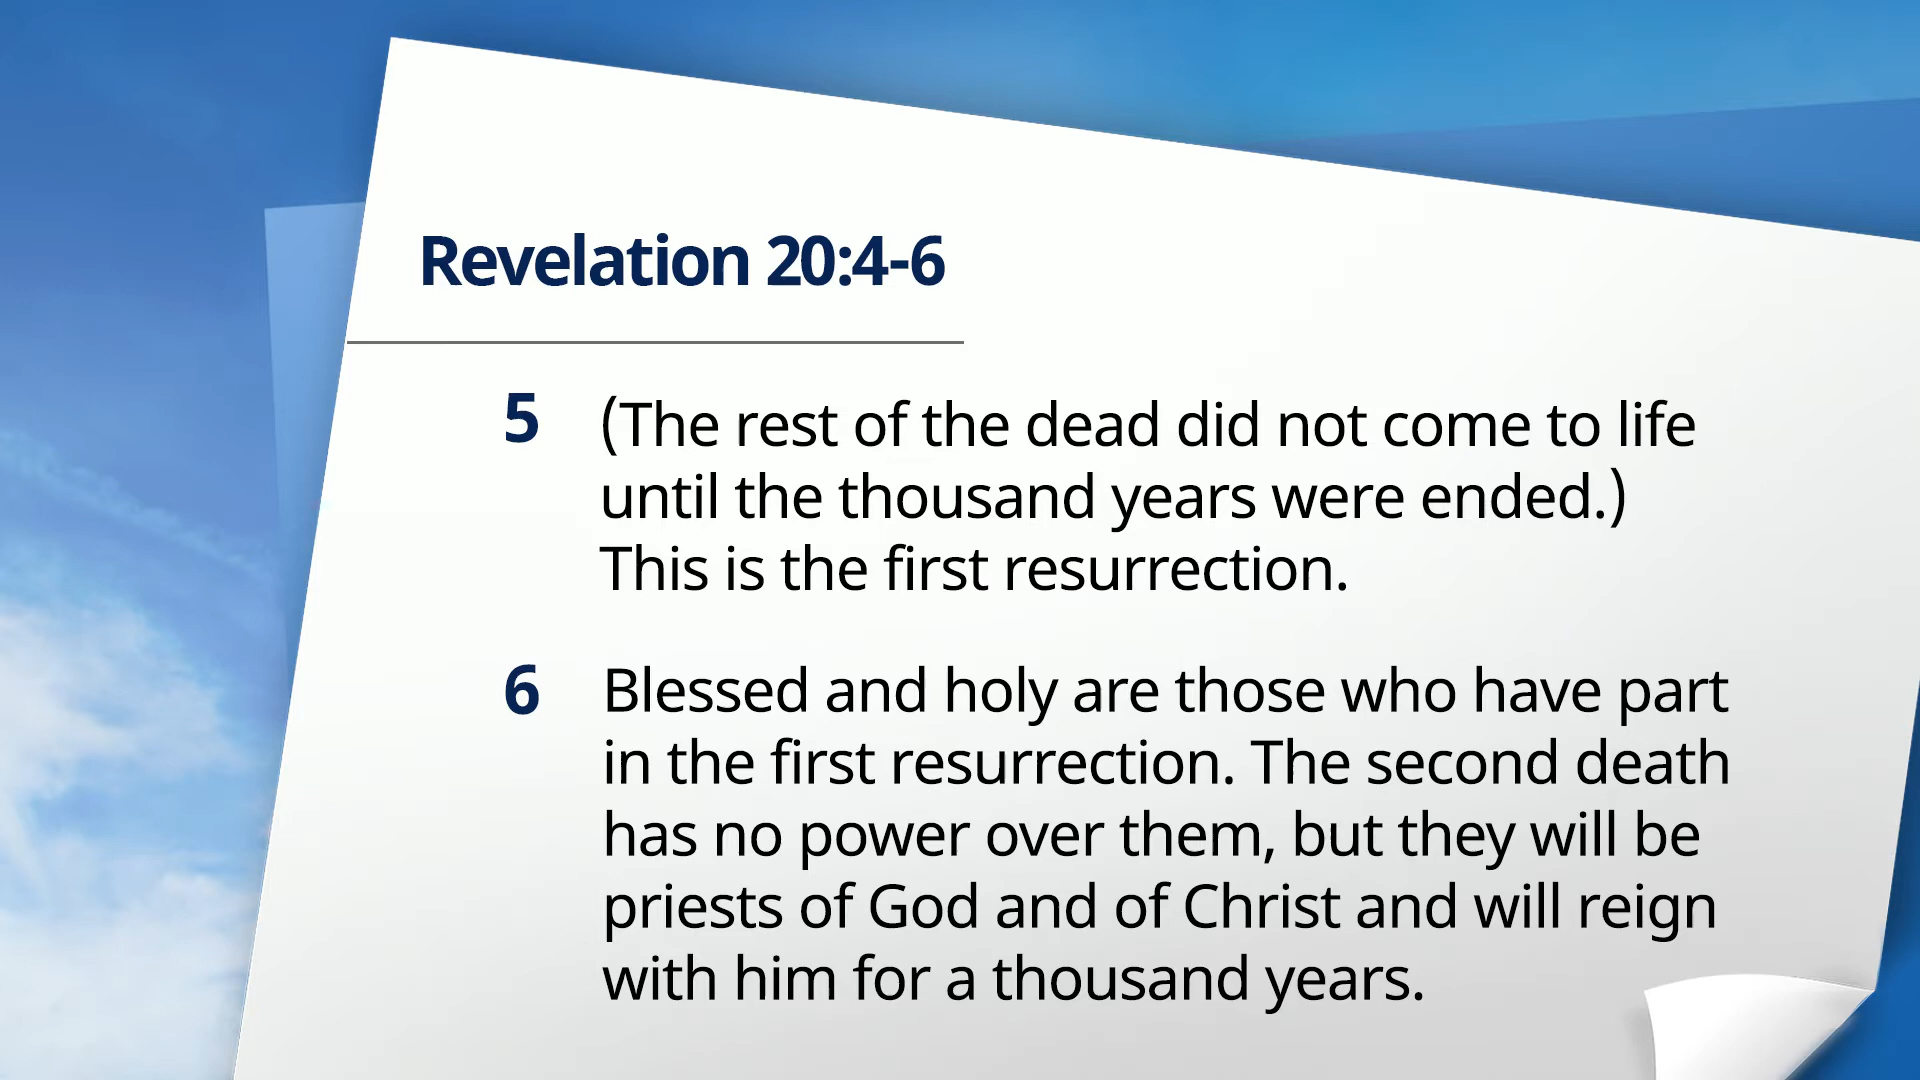 Revelation 20:4-6
5 (The rest of the dead did not come to life
until the thousand years were ended.)
This is the first resurrection.
6 Blessed and holy are those who have part
in the first resurrection. The second death
has no power over them, but they will be
priests of God and of Christ and will reign
with him for a thousand years.